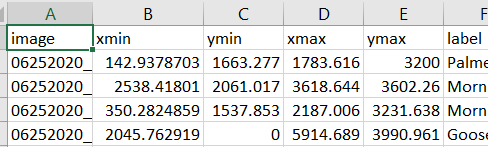 A B C D E F
image xmin ymin xmax ymax label
06252020_ 142.9378703 1663.277 1783.616 3200 Palme
06252020_ 2538.41801 2061.017 3618.644 3602.26 Morn
06252020_ 350.2824859 1537.853 2187.006 3231.638 Morn
06252020_ 2045.762919 0 5914.689 3990.961 Goose